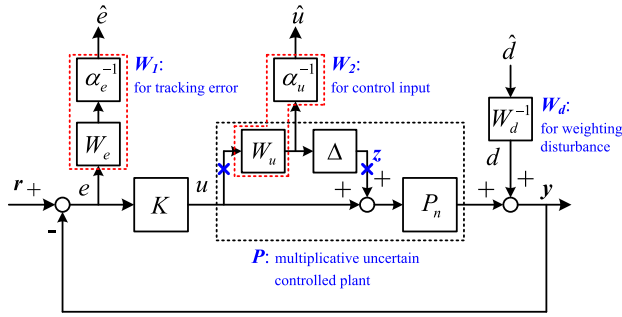 ê
û
α_e^{-1}
W_1:
for tracking error
α_u^{-1}
W_2:
for control input
d̂
W_e
W_d^{-1}
W_d:
for weighting
disturbance
W_u
Δ
z
d
r
+
e
K
u
+
+
P_n
+
+
y
-
P: multiplicative uncertain
controlled plant